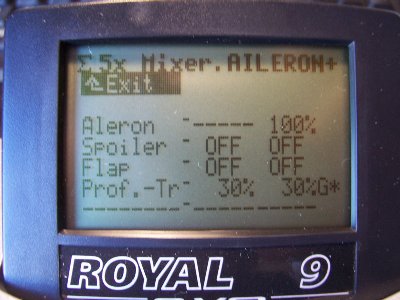 Σ5x Mixer.AILERON+
Exit
Aleron ----- 100%
Spoiler OFF OFF
Flap OFF OFF
Prof.-Tr 30% 30%G*
ROYAL 9